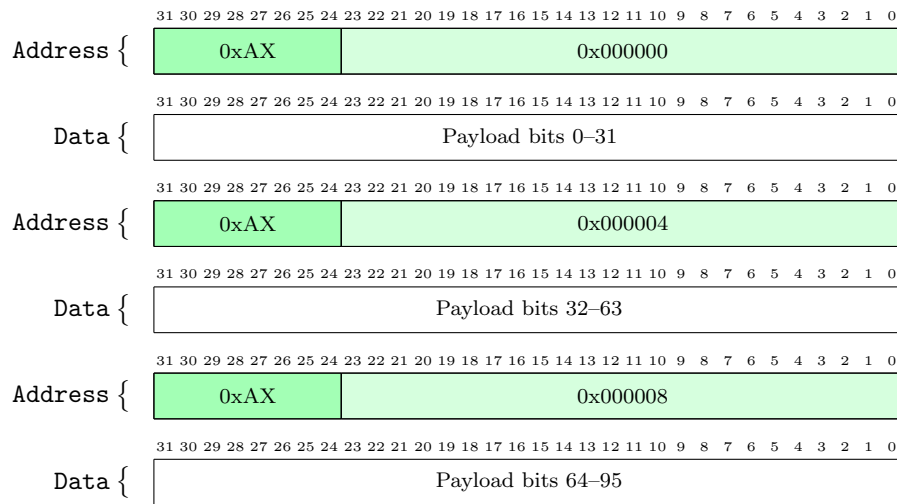 31 30 29 28 27 26 25 24 23 22 21 20 19 18 17 16 15 14 13 12 11 10 9 8 7 6 5 4 3 2 1 0
Address { 0xAX 0x000000
31 30 29 28 27 26 25 24 23 22 21 20 19 18 17 16 15 14 13 12 11 10 9 8 7 6 5 4 3 2 1 0
Data { Payload bits 0–31
31 30 29 28 27 26 25 24 23 22 21 20 19 18 17 16 15 14 13 12 11 10 9 8 7 6 5 4 3 2 1 0
Address { 0xAX 0x000004
31 30 29 28 27 26 25 24 23 22 21 20 19 18 17 16 15 14 13 12 11 10 9 8 7 6 5 4 3 2 1 0
Data { Payload bits 32–63
31 30 29 28 27 26 25 24 23 22 21 20 19 18 17 16 15 14 13 12 11 10 9 8 7 6 5 4 3 2 1 0
Address { 0xAX 0x000008
31 30 29 28 27 26 25 24 23 22 21 20 19 18 17 16 15 14 13 12 11 10 9 8 7 6 5 4 3 2 1 0
Data { Payload bits 64–95